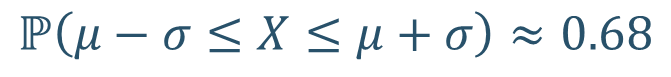 ℙ(μ − σ ≤ X ≤ μ + σ) ≈ 0.68